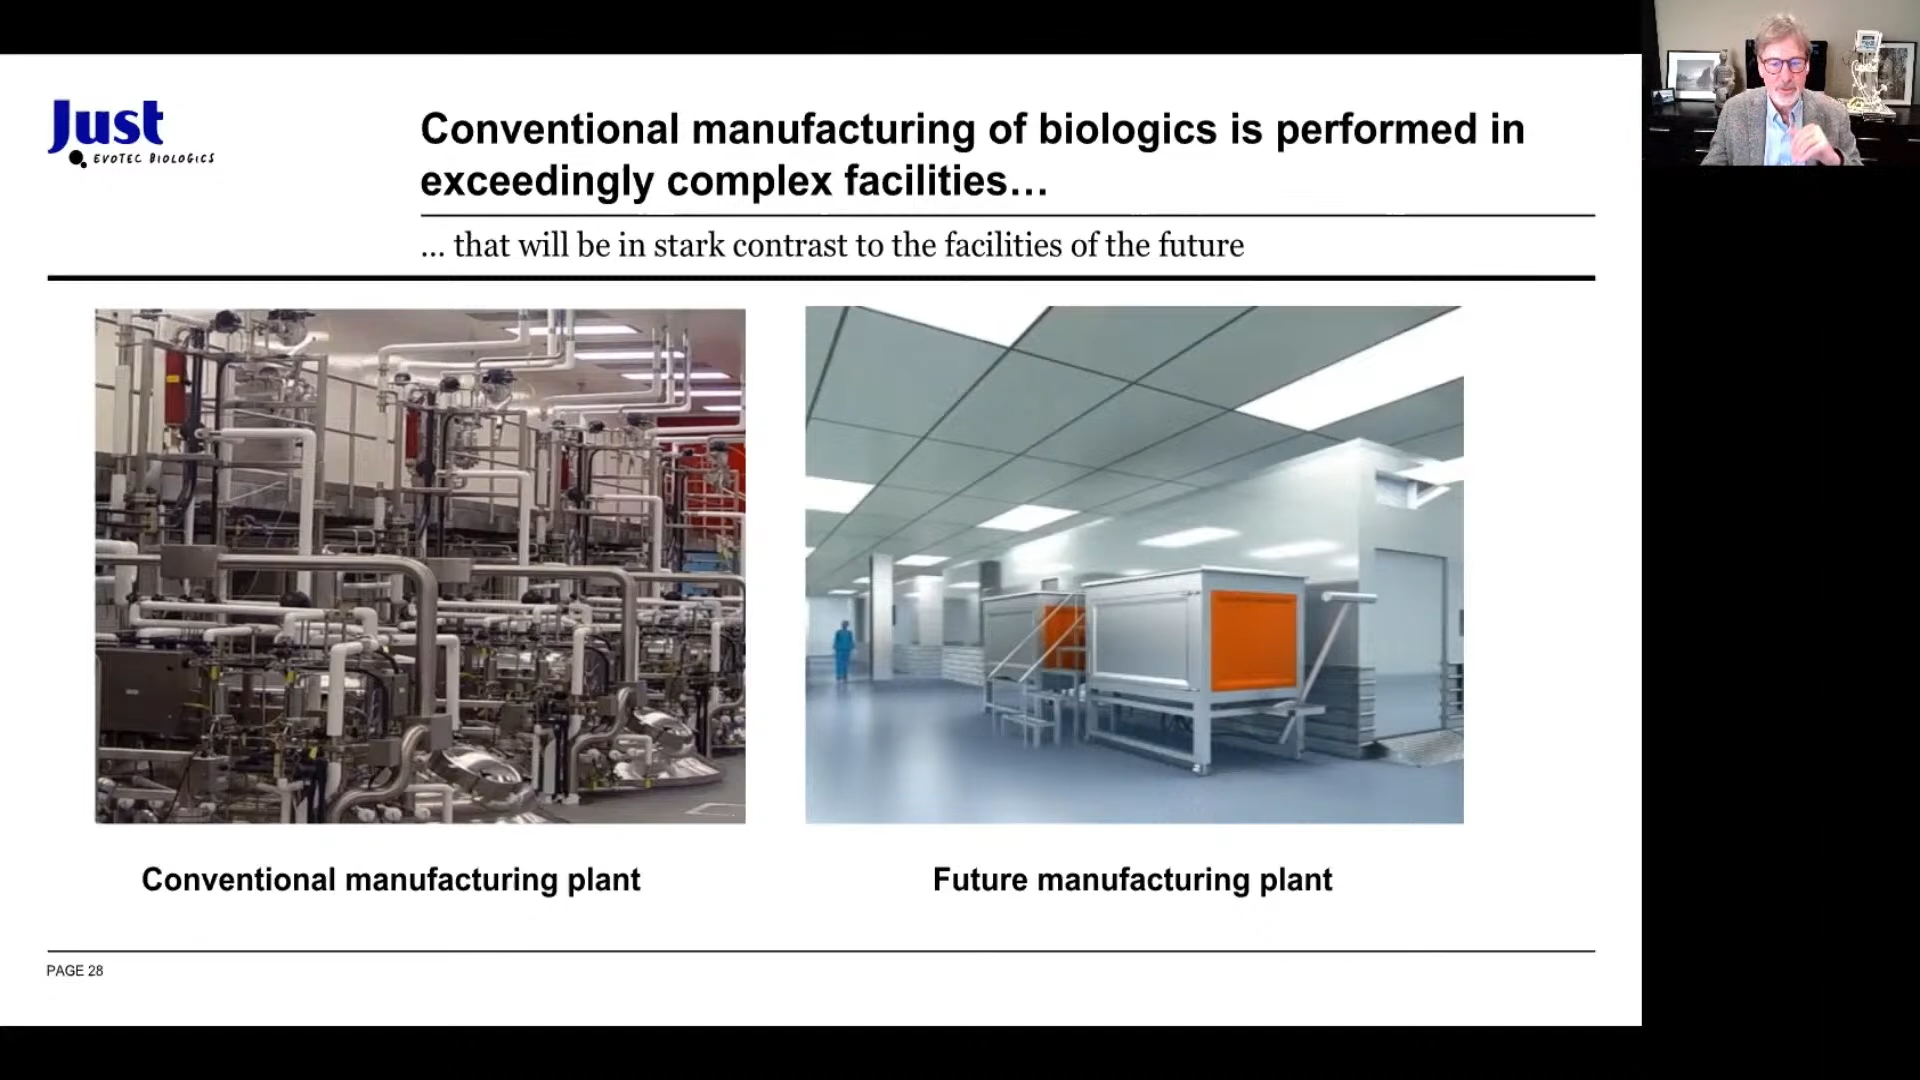 Just
EVOTEC BIOLOGICS
Conventional manufacturing of biologics is performed in
exceedingly complex facilities…
… that will be in stark contrast to the facilities of the future
Conventional manufacturing plant
Future manufacturing plant
PAGE 28